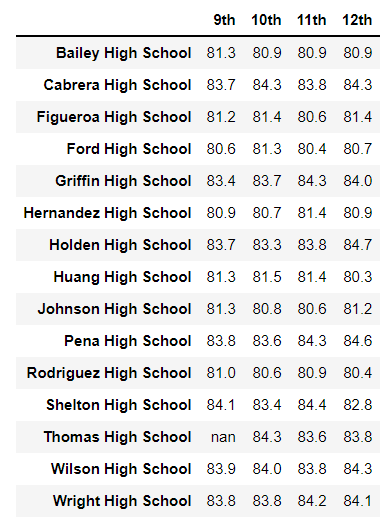 9th 10th 11th 12th
Bailey High School 81.3 80.9 80.9 80.9
Cabrera High School 83.7 84.3 83.8 84.3
Figueroa High School 81.2 81.4 80.6 81.4
Ford High School 80.6 81.3 80.4 80.7
Griffin High School 83.4 83.7 84.3 84.0
Hernandez High School 80.9 80.7 81.4 80.9
Holden High School 83.7 83.3 83.8 84.7
Huang High School 81.3 81.5 81.4 80.3
Johnson High School 81.3 80.8 80.6 81.2
Pena High School 83.8 83.6 84.3 84.6
Rodriguez High School 81.0 80.6 80.9 80.4
Shelton High School 84.1 83.4 84.4 82.8
Thomas High School nan 84.3 83.6 83.8
Wilson High School 83.9 84.0 83.8 84.3
Wright High School 83.8 83.8 84.2 84.1